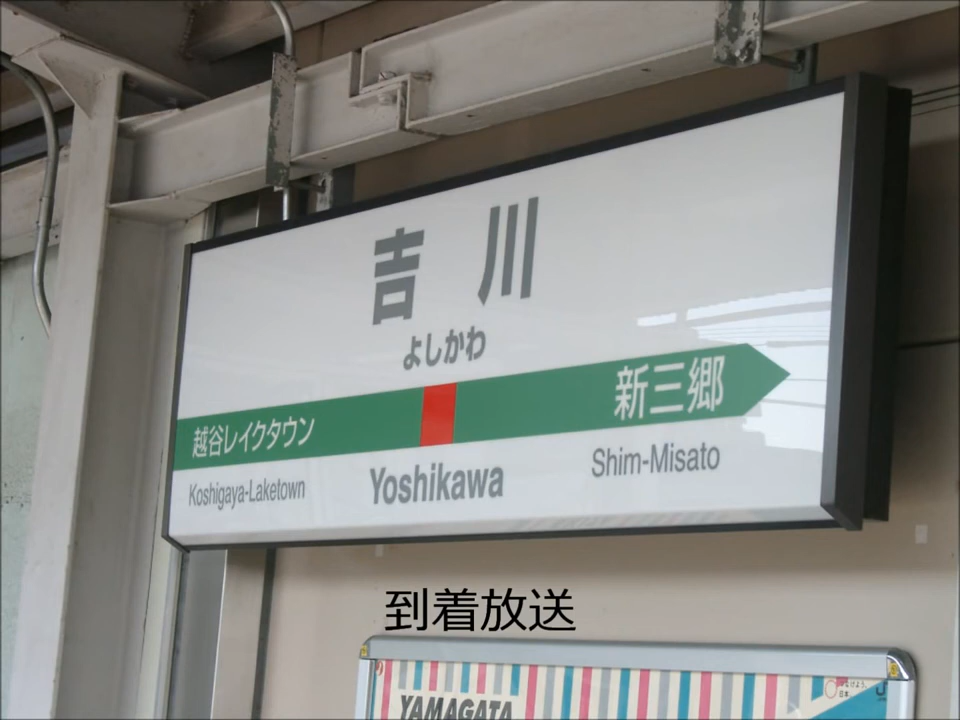 吉川
よしかわ
越谷レイクタウン
新三郷
Koshigaya-Laketown
Yoshikawa
Shim-Misato
到着放送
YAMAGATA